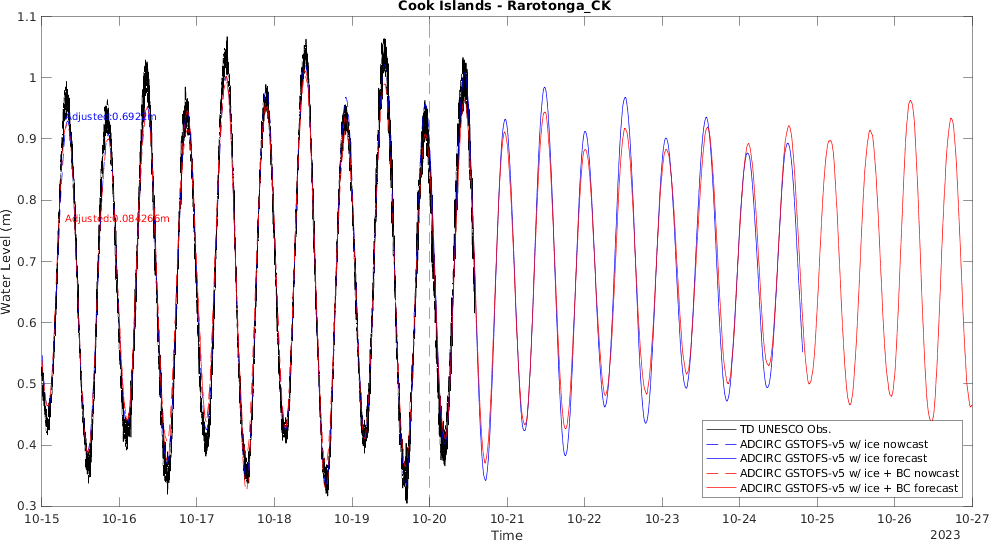 Cook Islands - Rarotonga_CK
1.1
1
0.9
0.8
0.7
0.6
0.5
0.4
0.3
Water Level (m)
Adjusted:0.6922m
Adjusted:0.084266m
TD UNESCO Obs.
ADCIRC GSTOFS-v5 w/ ice nowcast
ADCIRC GSTOFS-v5 w/ ice forecast
ADCIRC GSTOFS-v5 w/ ice + BC nowcast
ADCIRC GSTOFS-v5 w/ ice + BC forecast
10-15 10-16 10-17 10-18 10-19 10-20 10-21 10-22 10-23 10-24 10-25 10-26 10-27
Time
2023